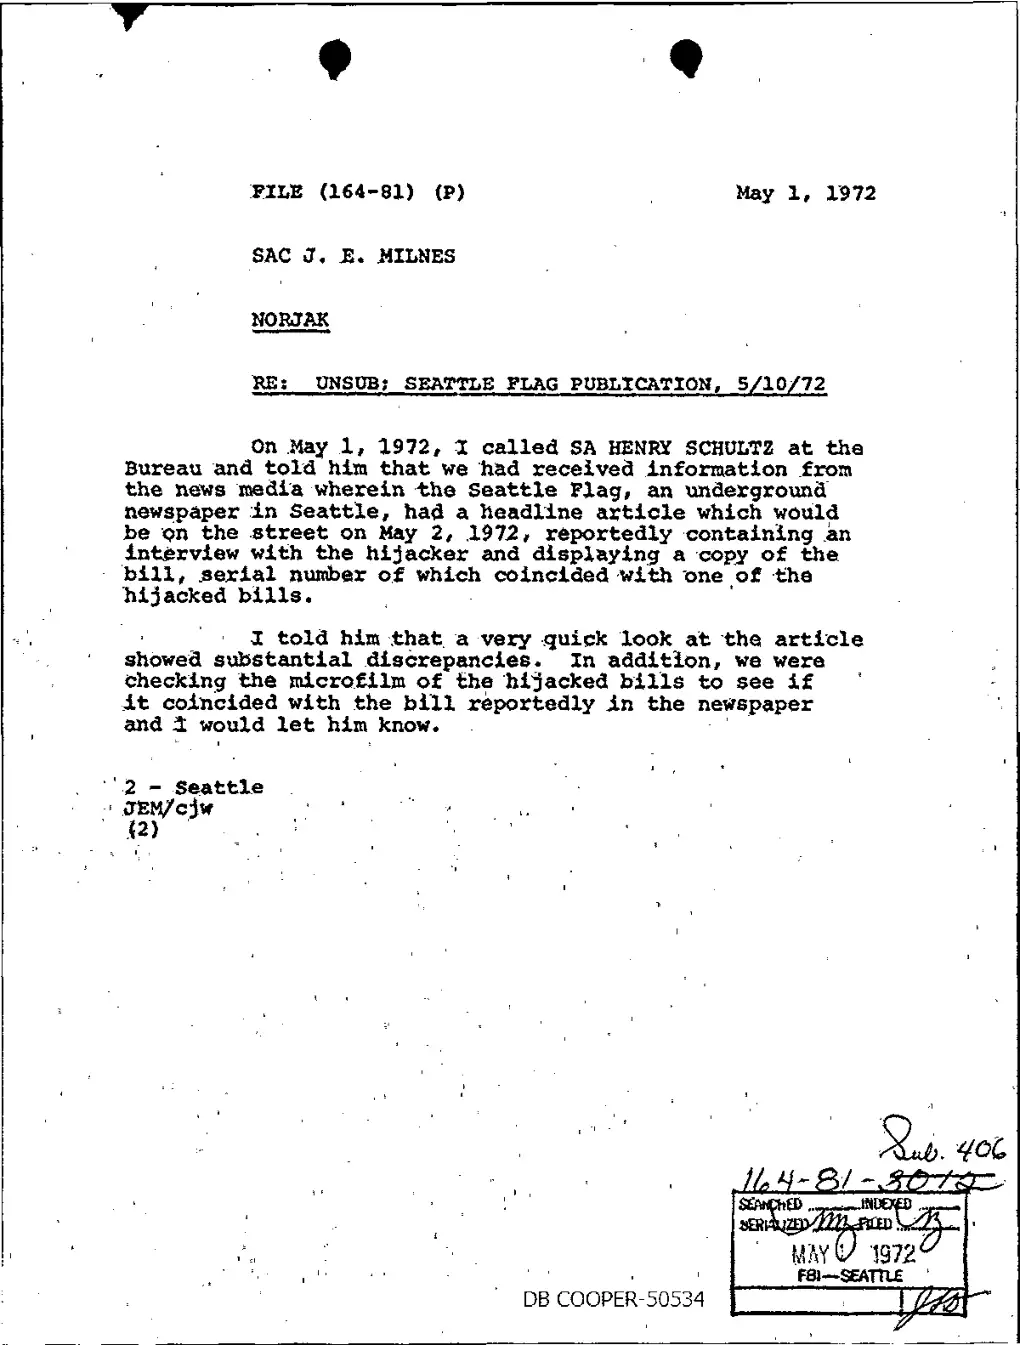 FILE (164-81) (P) May 1, 1972
SAC J. E. MILNES
NORJAK
RE: UNSUB; SEATTLE FLAG PUBLICATION, 5/10/72
On May 1, 1972, I called SA HENRY SCHULTZ at the
Bureau and told him that we had received information from
the news media wherein the Seattle Flag, an underground
newspaper in Seattle, had a headline article which would
be on the street on May 2, 1972, reportedly containing an
interview with the hijacker and displaying a copy of the
bill, serial number of which coincided with one of the
hijacked bills.
I told him that a very quick look at the article
showed substantial discrepancies. In addition, we were
checking the microfilm of the hijacked bills to see if
it coincided with the bill reportedly in the newspaper
and I would let him know.
2 - Seattle
JEM/cjw
(2)
Sub. 406
164-81-3012
SEARCHED INDEXED
SERIALIZED FILED
MAY 1972
FBI—SEATTLE
DB COOPER-50534